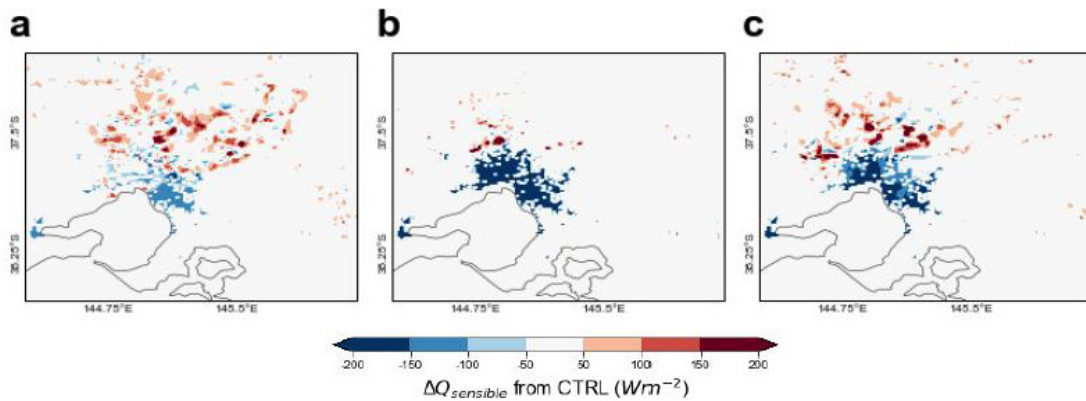 a b c
37.5°S 37.5°S 37.5°S
38.25°S 38.25°S 38.25°S
144.75°E 145.5°E 144.75°E 145.5°E 144.75°E 145.5°E
-200 -150 -100 -50 50 100 150 200
ΔQsensible from CTRL (Wm−2)